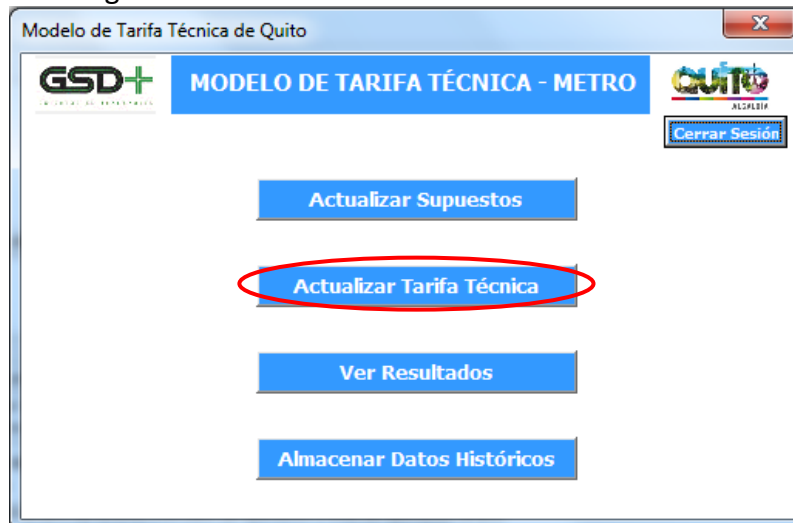 Modelo de Tarifa Técnica de Quito
GSD+
MODELO DE TARIFA TÉCNICA - METRO
QUITO
ALCALDIA
Cerrar Sesión
Actualizar Supuestos
Actualizar Tarifa Técnica
Ver Resultados
Almacenar Datos Históricos